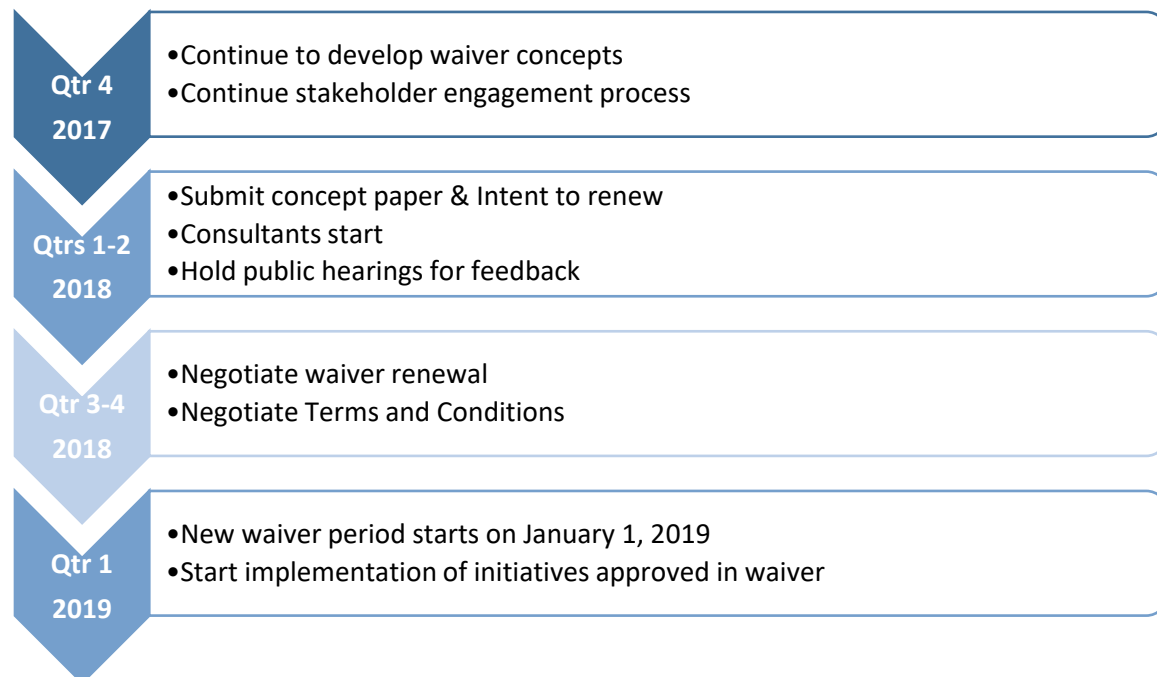 Qtr 4
2017
•Continue to develop waiver concepts
•Continue stakeholder engagement process
Qtrs 1-2
2018
•Submit concept paper & Intent to renew
•Consultants start
•Hold public hearings for feedback
Qtr 3-4
2018
•Negotiate waiver renewal
•Negotiate Terms and Conditions
Qtr 1
2019
•New waiver period starts on January 1, 2019
•Start implementation of initiatives approved in waiver